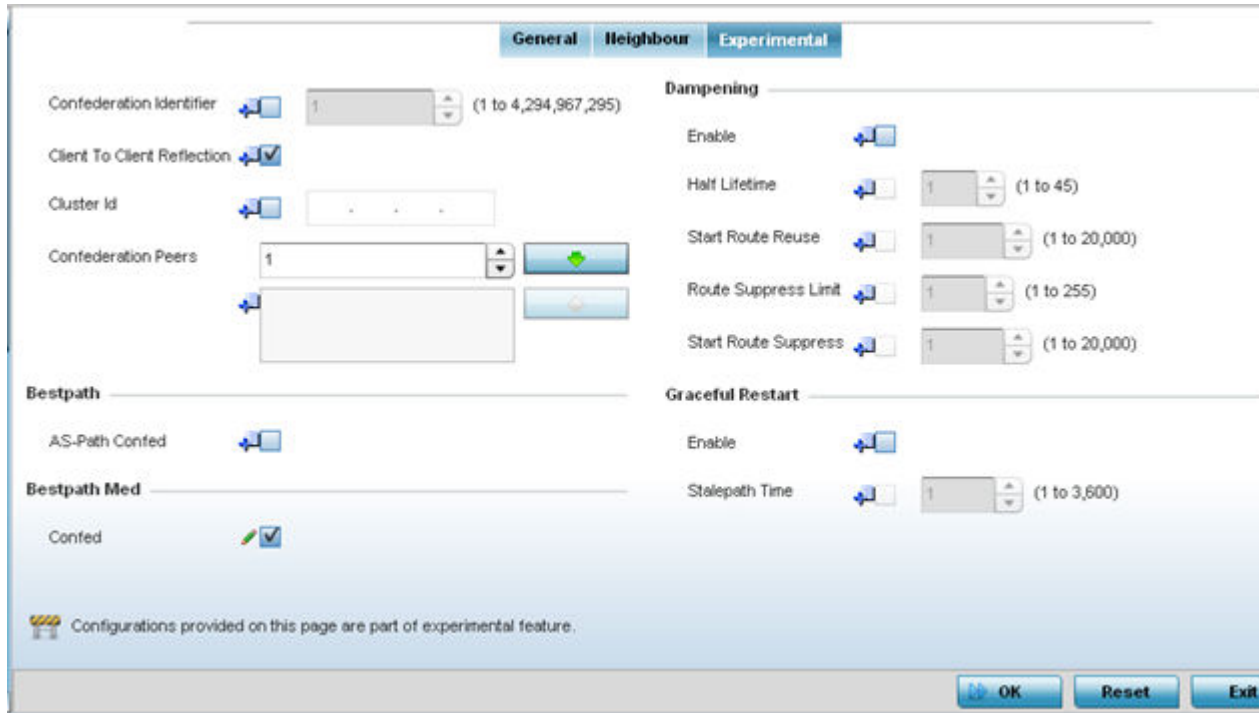 General Neighbour Experimental
Confederation Identifier 1 (1 to 4,294,967,295)
Client To Client Reflection
Cluster Id . . .
Confederation Peers 1
Bestpath
AS-Path Confed
Bestpath Med
Confed
Dampening
Enable
Half Lifetime 1 (1 to 45)
Start Route Reuse 1 (1 to 20,000)
Route Suppress Limit 1 (1 to 255)
Start Route Suppress 1 (1 to 20,000)
Graceful Restart
Enable
Stalepath Time 1 (1 to 3,600)
Configurations provided on this page are part of experimental feature.
OK Reset Exit